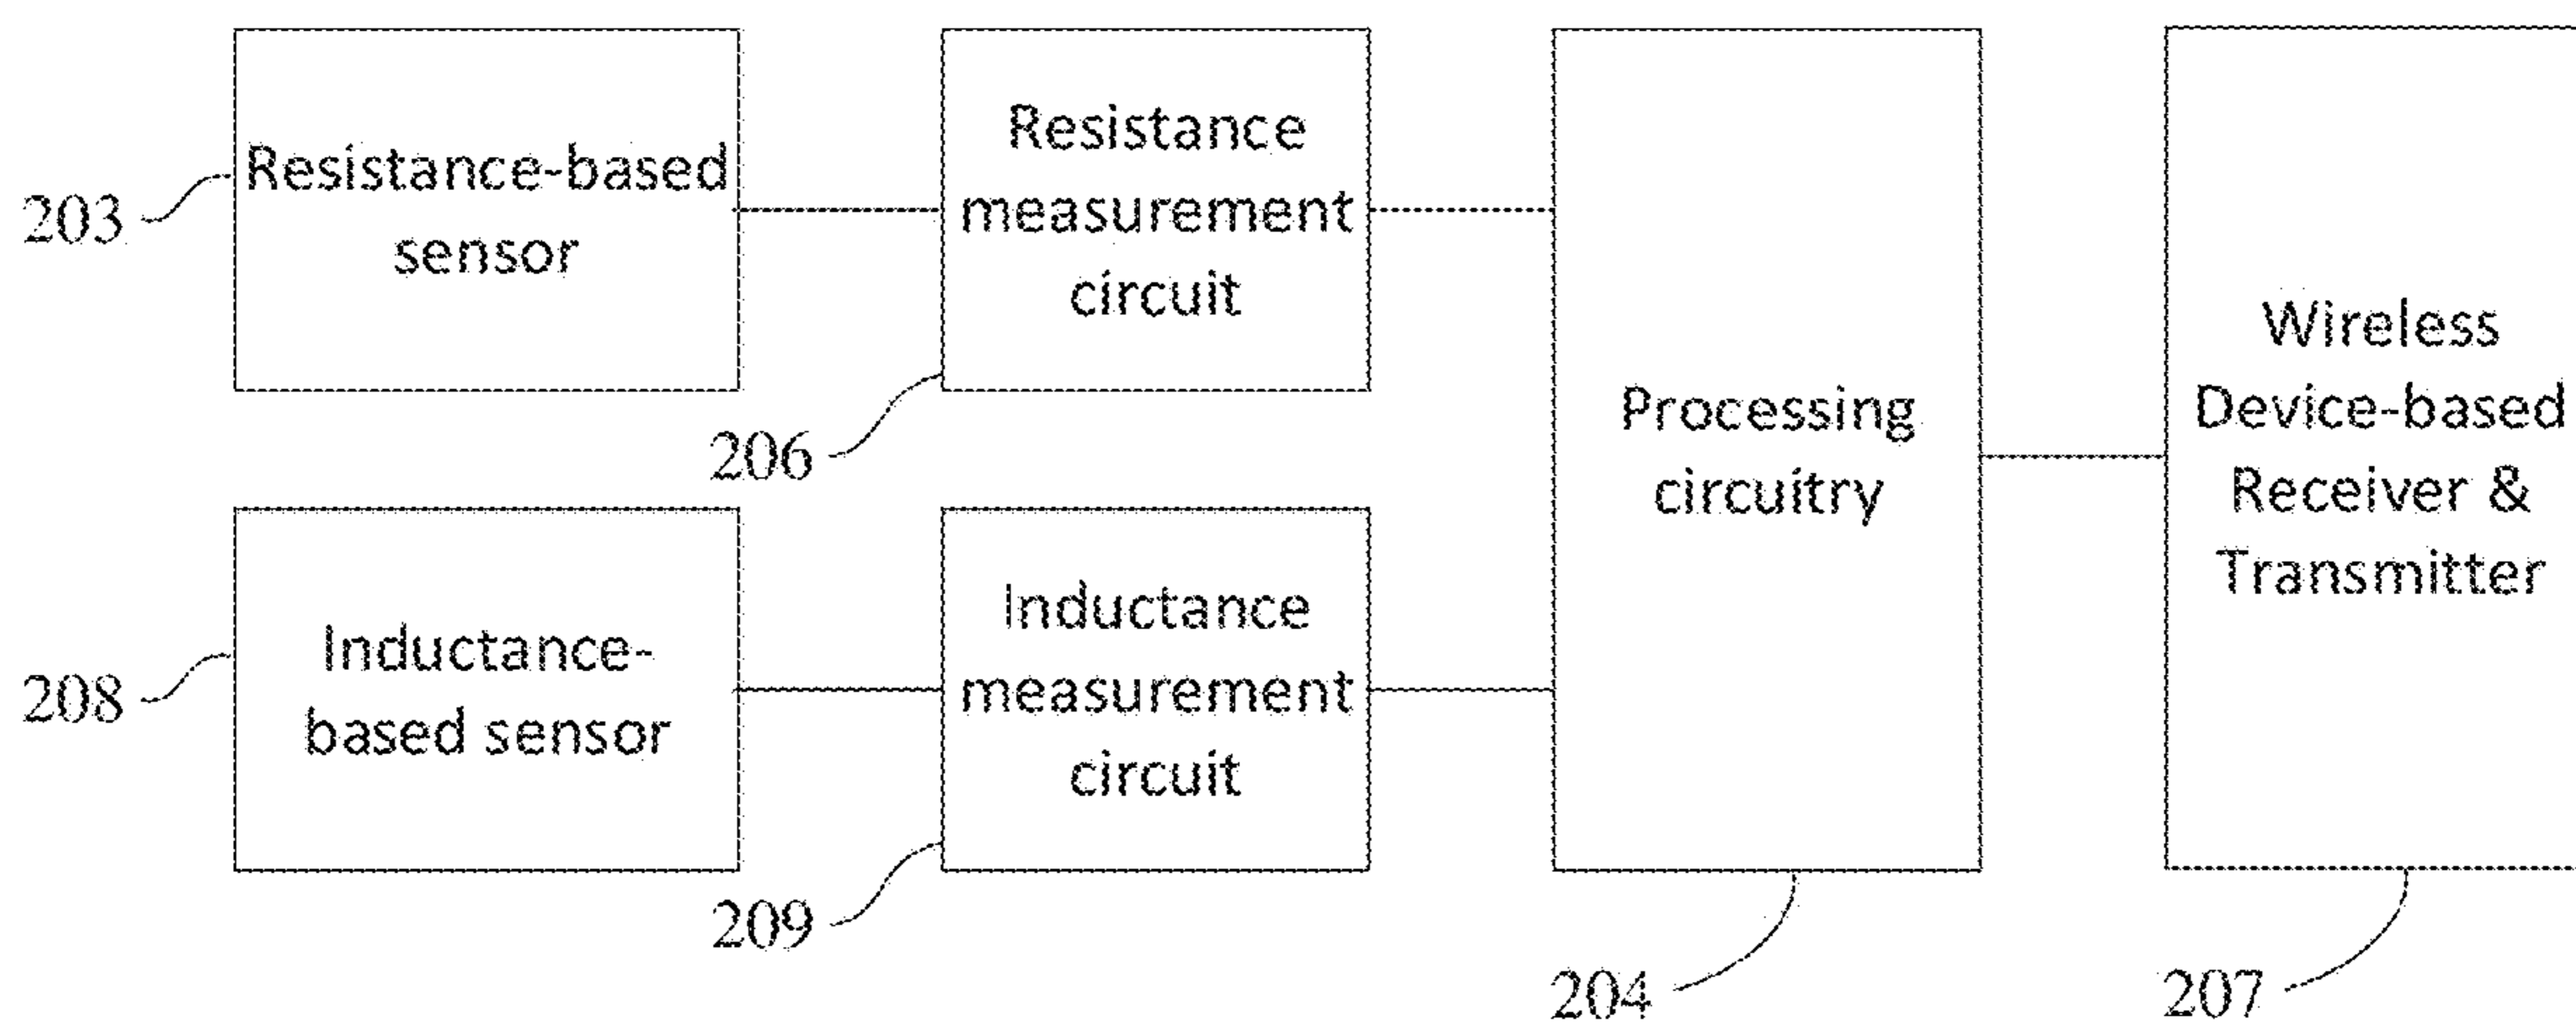 203
Resistance-based
sensor
Resistance
measurement
circuit
206
208
Inductance-
based sensor
Inductance
measurement
circuit
209
Processing
circuitry
204
Wireless
Device-based
Receiver &
Transmitter
207